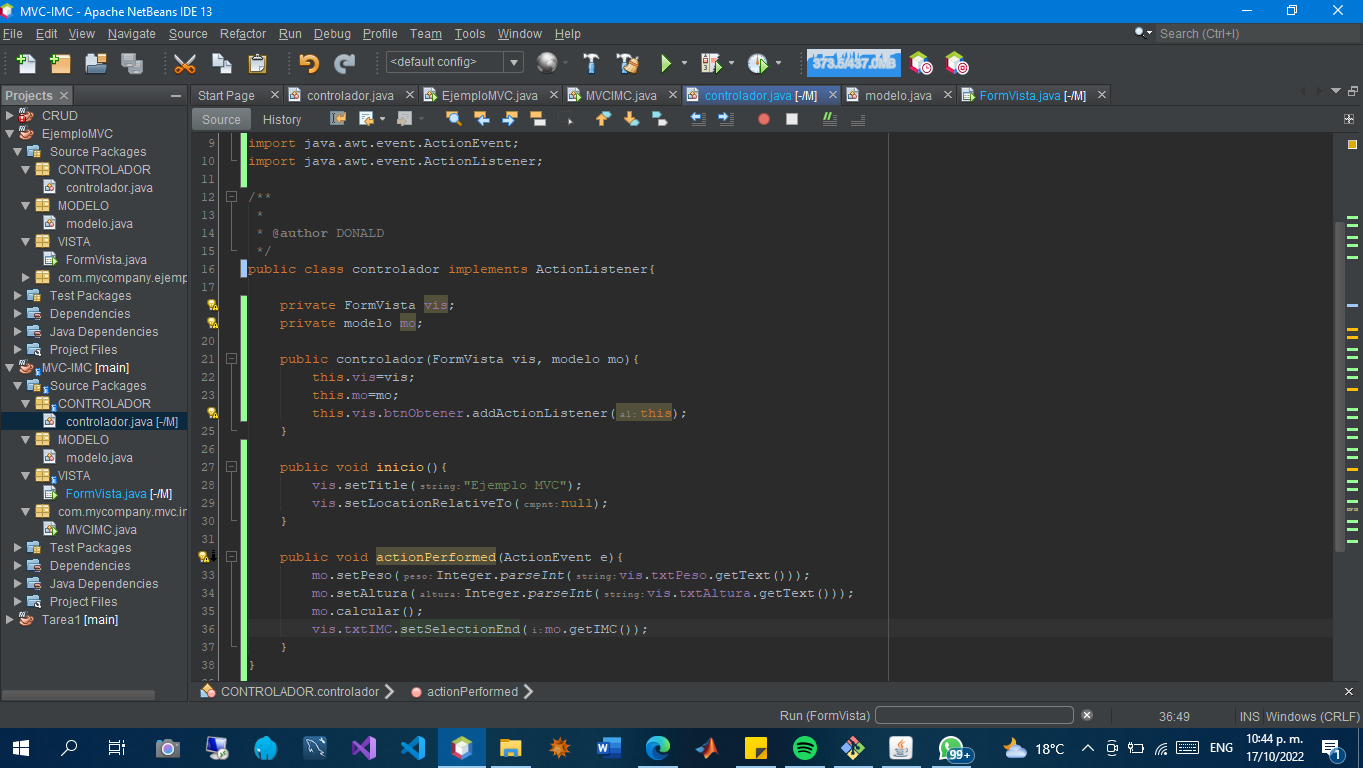 MVC-IMC - Apache NetBeans IDE 13
File Edit View Navigate Source Refactor Run Debug Profile Team Tools Window Help
Search (Ctrl+I)
<default config>
373.5/437.0MB
Projects
Start Page
controlador.java
EjemploMVC.java
MVCIMC.java
controlador.java [-/M]
modelo.java
FormVista.java [-/M]
CRUD
EjemploMVC
Source Packages
CONTROLADOR
controlador.java
MODELO
modelo.java
VISTA
FormVista.java
com.mycompany.ejemp
Test Packages
Dependencies
Java Dependencies
Project Files
MVC-IMC [main]
Source Packages
CONTROLADOR
controlador.java [-/M]
MODELO
modelo.java
VISTA
FormVista.java [-/M]
com.mycompany.mvc.in
MVCIMC.java
Test Packages
Dependencies
Java Dependencies
Project Files
Tarea1 [main]
Source History
9 import java.awt.event.ActionEvent;
10 import java.awt.event.ActionListener;
11
12 /**
13 *
14 * @author DONALD
15 */
16 public class controlador implements ActionListener{
17
private FormVista vis;
private modelo mo;
20
21 public controlador(FormVista vis, modelo mo){
22 this.vis=vis;
23 this.mo=mo;
this.vis.btnObtener.addActionListener(al:this);
25 }
26
27 public void inicio(){
28 vis.setTitle(string:"Ejemplo MVC");
29 vis.setLocationRelativeTo(cmpnt:null);
30 }
31
public void actionPerformed(ActionEvent e){
33 mo.setPeso(peso:Integer.parseInt(string:vis.txtPeso.getText()));
34 mo.setAltura(altura:Integer.parseInt(string:vis.txtAltura.getText()));
35 mo.calcular();
36 vis.txtIMC.setSelectionEnd(i:mo.getIMC());
37 }
38 }
CONTROLADOR.controlador
actionPerformed
Run (FormVista)
36:49
INS
Windows (CRLF)
99+
18°C
ENG
10:44 p. m.
17/10/2022
1